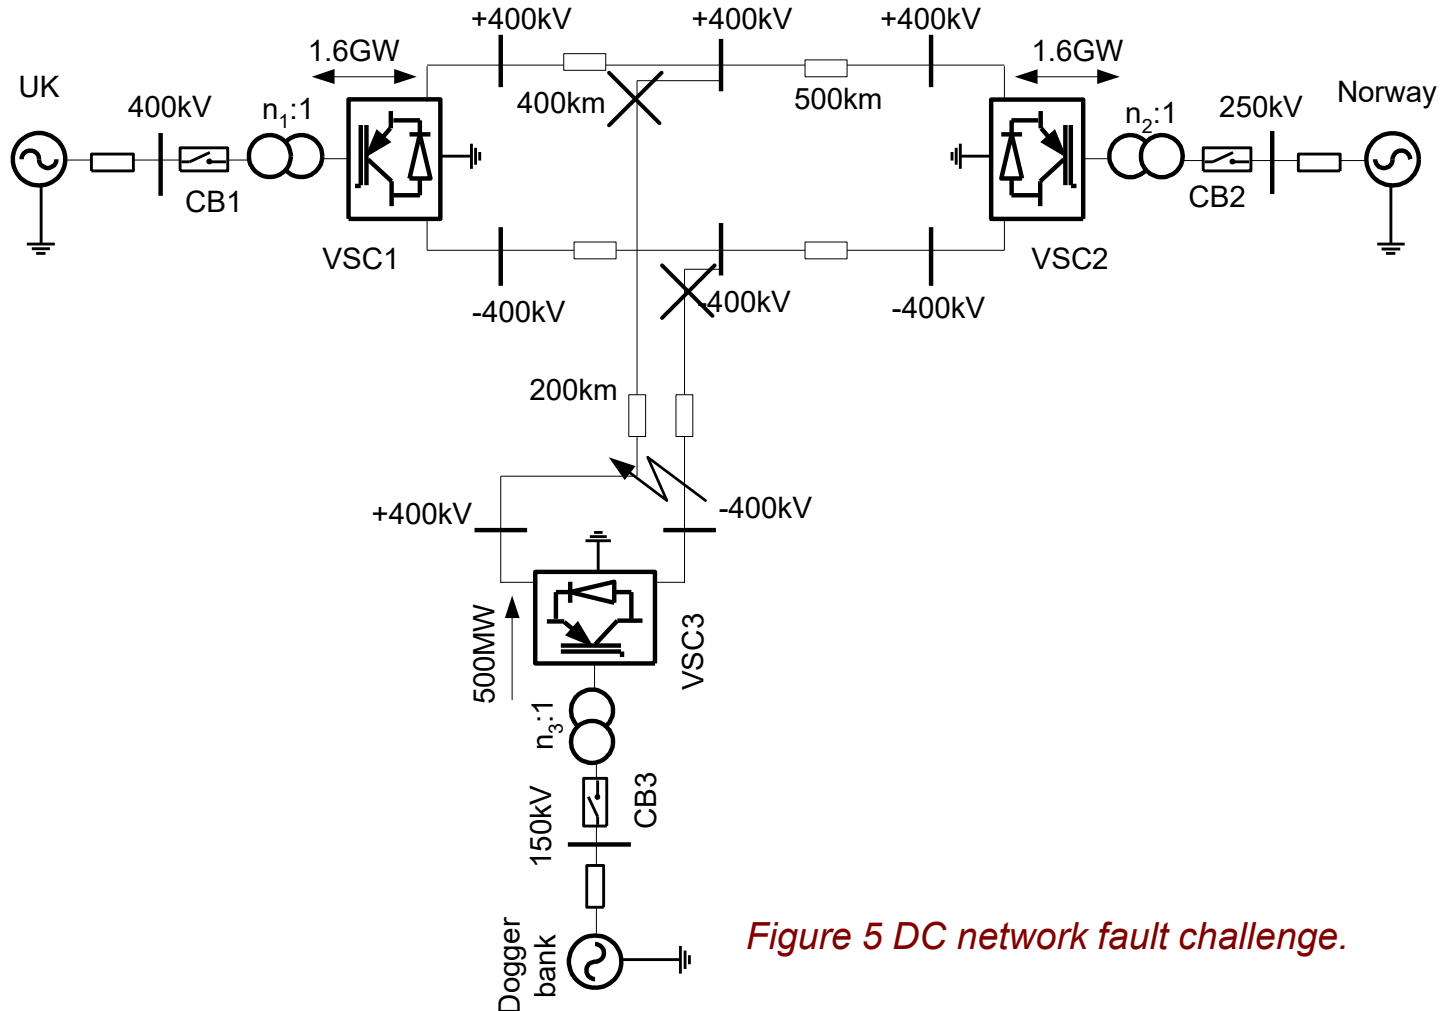 +400kV
+400kV
+400kV
1.6GW
1.6GW
UK
400km
500km
Norway
400kV
n₁:1
n₂:1
250kV
CB1
CB2
VSC1
VSC2
-400kV
-400kV
-400kV
200km
+400kV
-400kV
500MW
VSC3
n₃:1
150kV
CB3
Dogger
bank
Figure 5 DC network fault challenge.